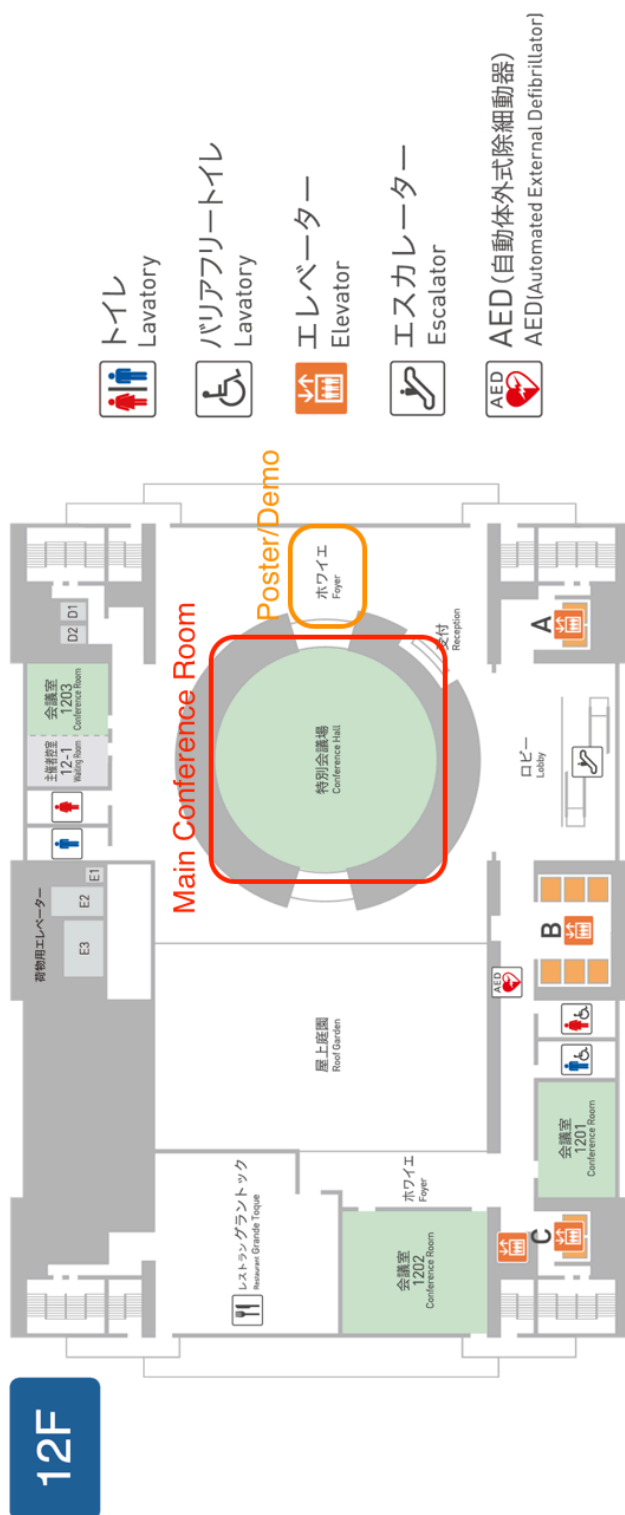 12F
荷物用エレベーター
E3
E2
E1
主催者控室
12-1
Waiting Room
会議室
1203
Conference Room
D2
D1
Main Conference Room
Poster/Demo
レストラン グラントック
Restaurant Grande Toque
屋上庭園
Roof Garden
特別会議場
Conference Hall
ホワイエ
Foyer
会議室
1202
Conference Room
ホワイエ
Foyer
受付
Reception
AED
ロビー
Lobby
C
会議室
1201
Conference Room
B
A
トイレ
Lavatory
バリアフリートイレ
Lavatory
エレベーター
Elevator
エスカレーター
Escalator
AED
AED(自動体外式除細動器)
AED(Automated External Defibrillator)